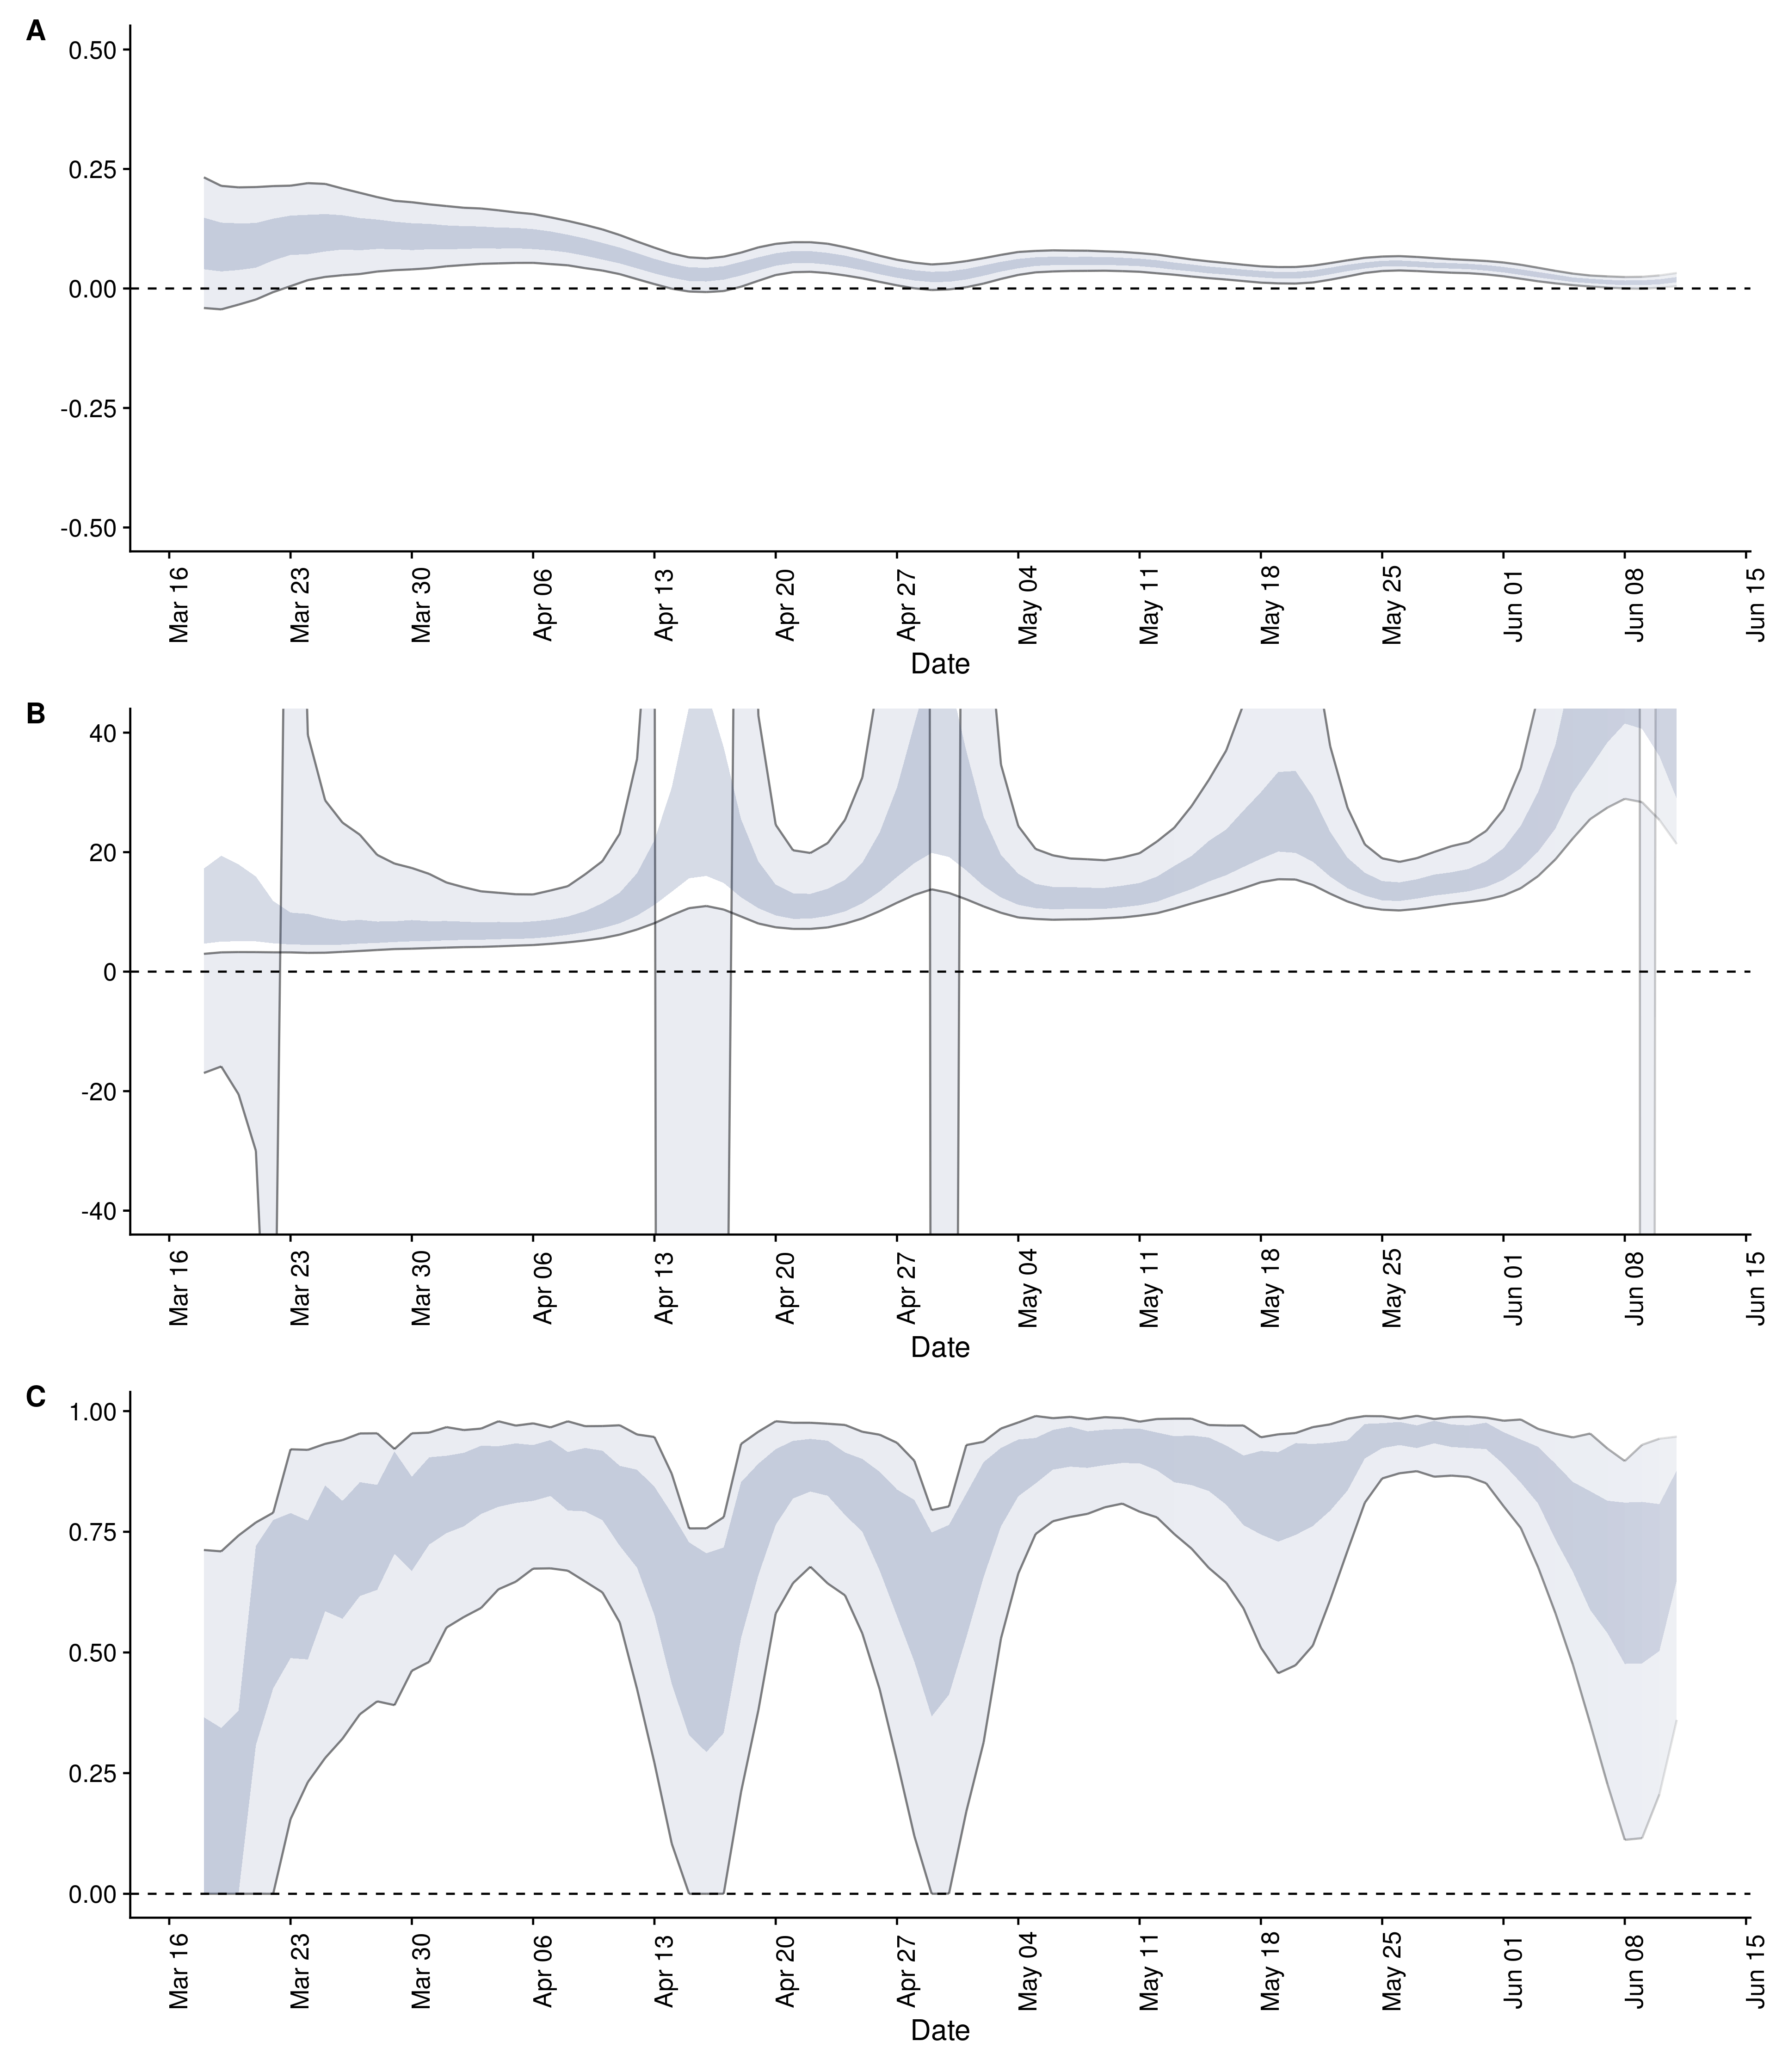 A
0.50
0.25
0.00
-0.25
-0.50
Mar 16
Mar 23
Mar 30
Apr 06
Apr 13
Apr 20
Apr 27
May 04
May 11
May 18
May 25
Jun 01
Jun 08
Jun 15
Date
B
40
20
0
-20
-40
Mar 16
Mar 23
Mar 30
Apr 06
Apr 13
Apr 20
Apr 27
May 04
May 11
May 18
May 25
Jun 01
Jun 08
Jun 15
Date
C
1.00
0.75
0.50
0.25
0.00
Mar 16
Mar 23
Mar 30
Apr 06
Apr 13
Apr 20
Apr 27
May 04
May 11
May 18
May 25
Jun 01
Jun 08
Jun 15
Date